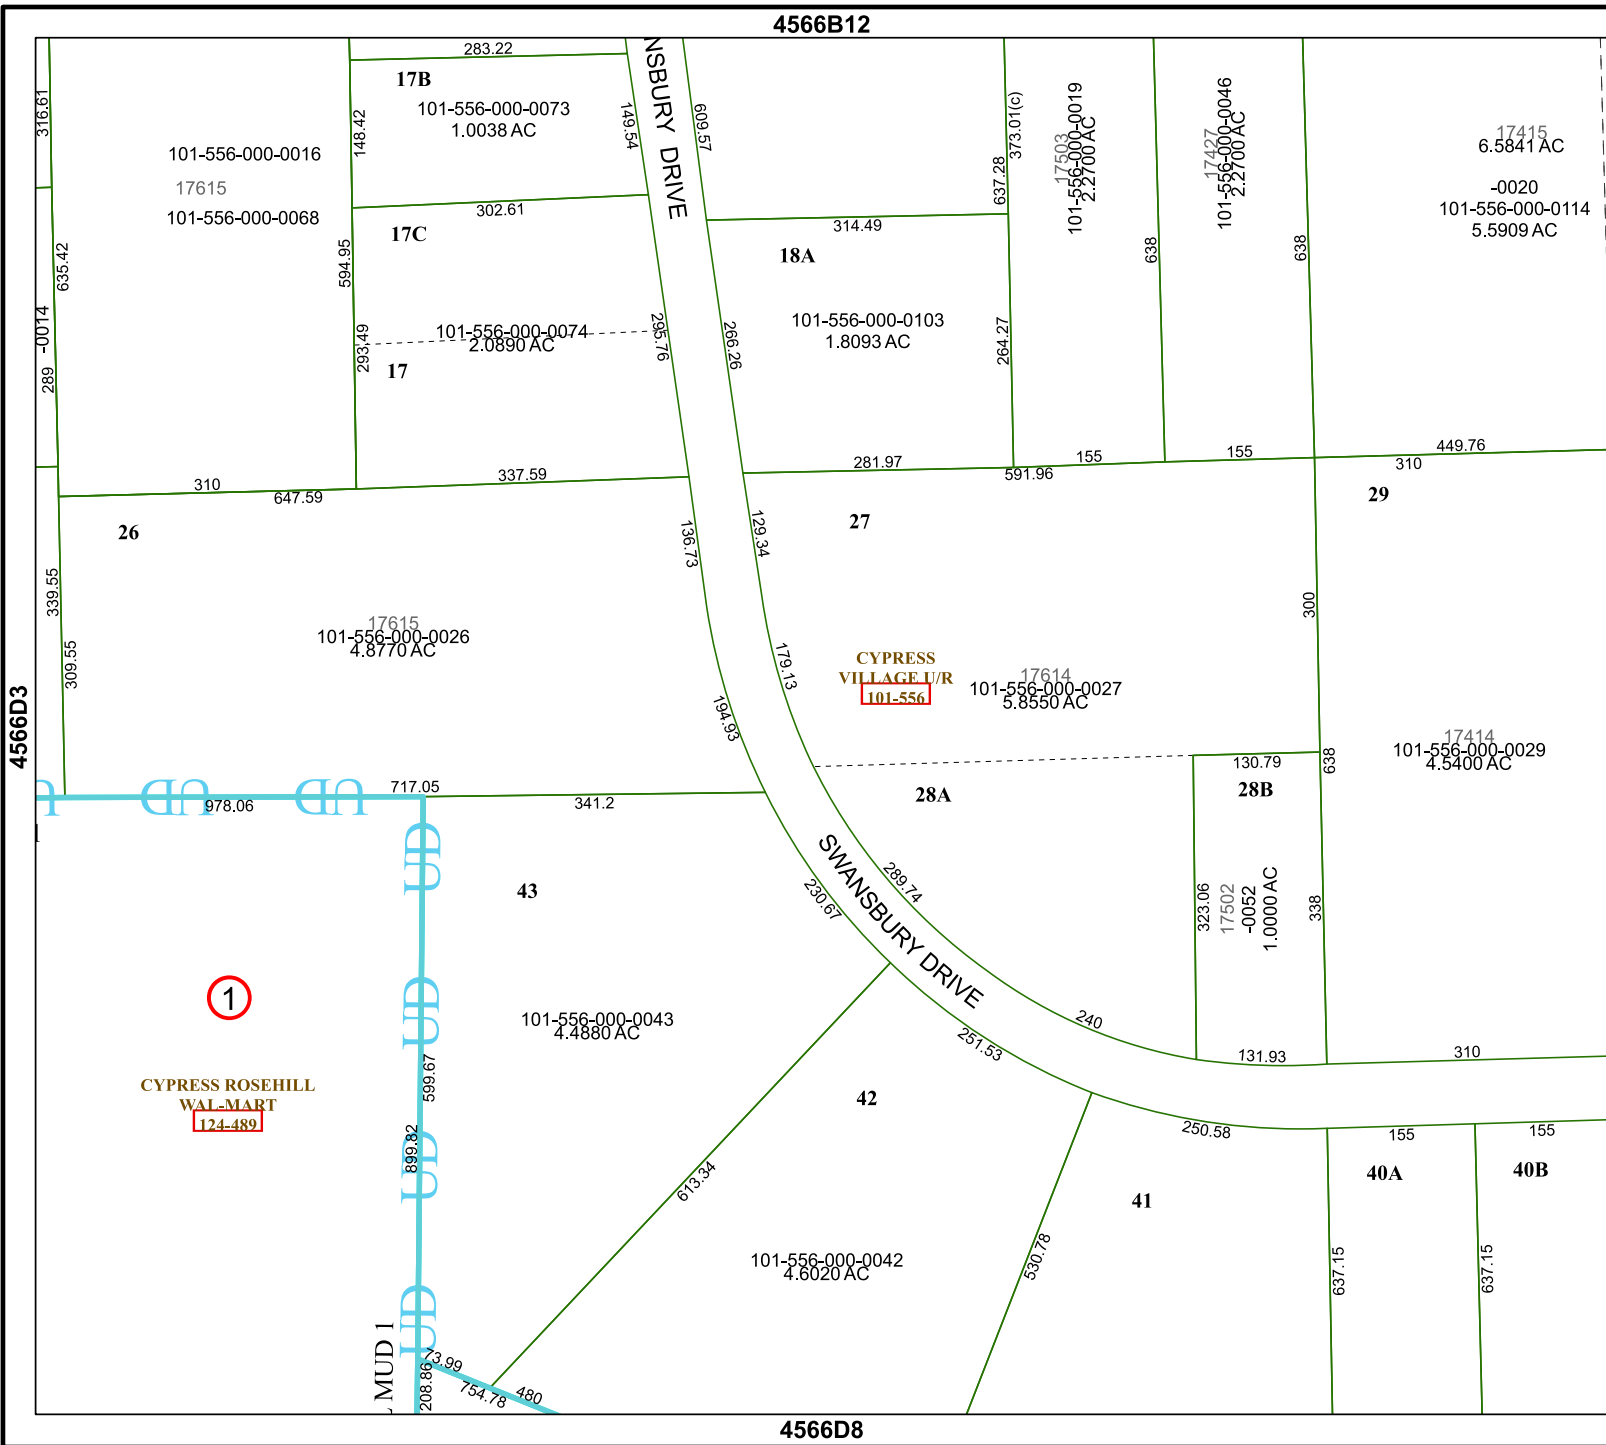 4566B12
283.22
17B
101-556-000-0073
1.0038 AC
316.61
148.42
149.54
NSBURY DRIVE
609.57
373.01(c)
637.28
17503
101-556-000-0019
2.2700 AC
17427
101-556-000-0046
2.2700 AC
17415
6.5841 AC
-0020
101-556-000-0114
5.5909 AC
101-556-000-0016
17615
101-556-000-0068
302.61
17C
314.49
18A
635.42
594.95
638
638
-0014
289
293.49
101-556-000-0074
2.0890 AC
17
295.76
266.26
101-556-000-0103
1.8093 AC
264.27
310
647.59
337.59
281.97
591.96
155
155
449.76
310
26
27
29
136.73
129.34
339.55
309.55
17615
101-556-000-0026
4.8770 AC
300
179.13
194.93
CYPRESS
VILLAGE U/R
101-556
17614
101-556-000-0027
5.8550 AC
4566D3
17414
101-556-000-0029
4.5400 AC
638
130.79
28B
28A
UD
UD
978.06
717.05
341.2
UD
43
SWANSBURY DRIVE
289.74
230.67
323.06
17502
-0052
1.0000 AC
338
1
UD
101-556-000-0043
4.4880 AC
240
251.53
131.93
310
CYPRESS ROSEHILL
WAL-MART
124-489
599.67
899.82
UD
42
250.58
155
155
40A
40B
41
613.34
530.78
101-556-000-0042
4.6020 AC
637.15
637.15
UD
MUD 1
73.99
208.86
754.78
480
4566D8